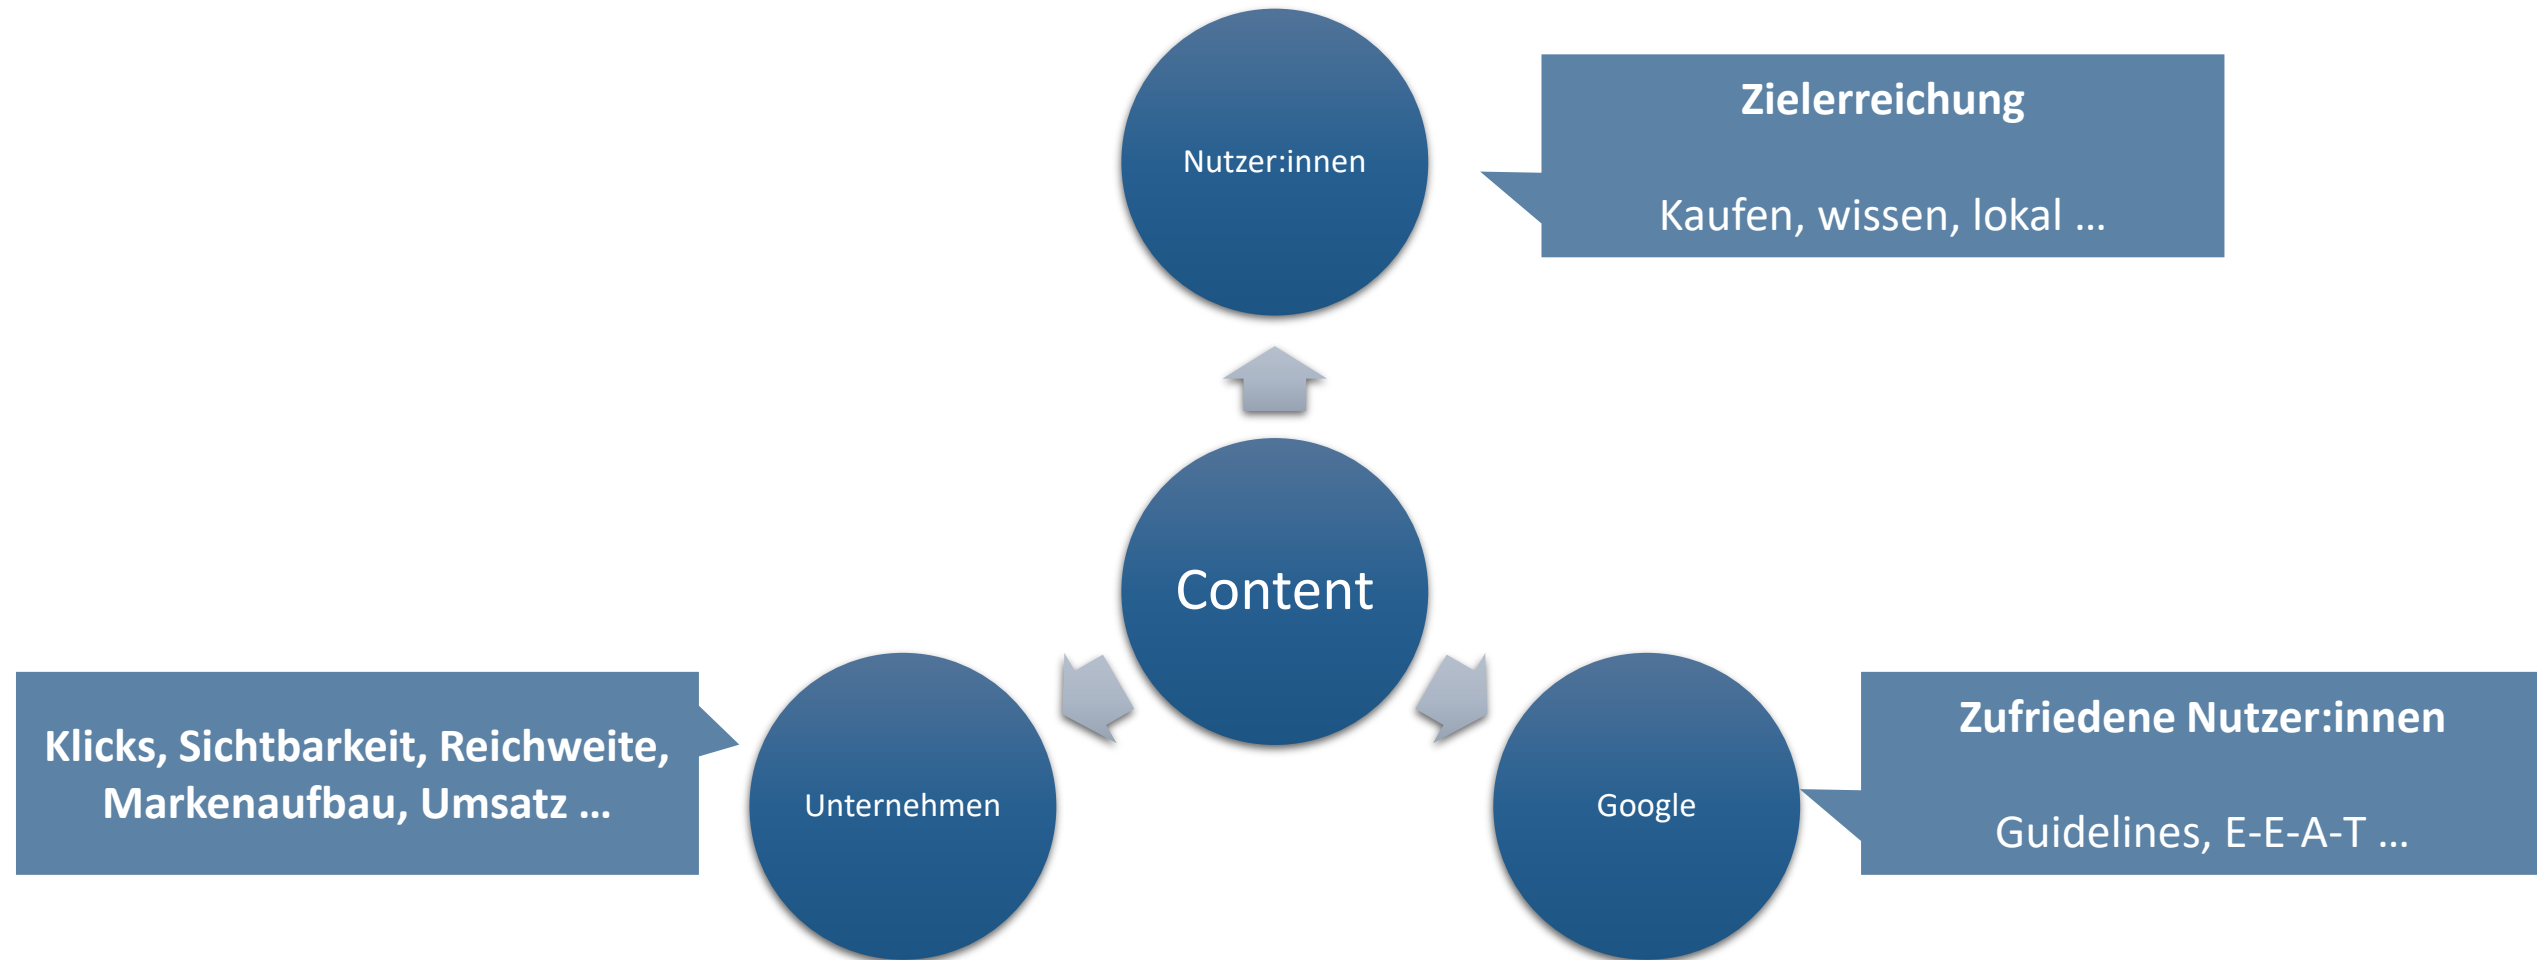 Nutzer:innen
Zielerreichung
Kaufen, wissen, lokal …
Content
Klicks, Sichtbarkeit, Reichweite,
Markenaufbau, Umsatz …
Unternehmen
Google
Zufriedene Nutzer:innen
Guidelines, E-E-A-T …